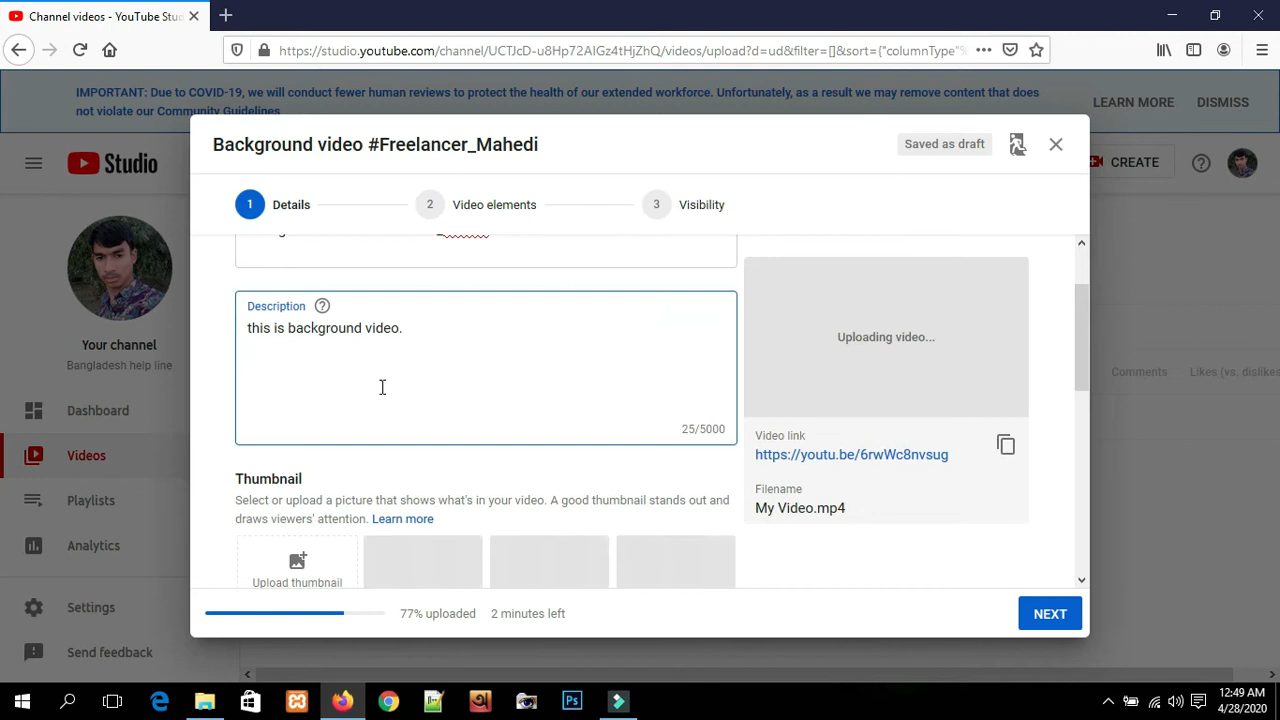 Channel videos - YouTube Stud
https://studio.youtube.com/channel/UCTJcD-u8Hp72AIGz4tHjZhQ/videos/upload?d=ud&filter=[]&sort={"columnType"%
IMPORTANT: Due to COVID-19, we will conduct fewer human reviews to protect the health of our extended workforce. Unfortunately, as a result we may remove content that does
not violate our Community Guidelines
LEARN MORE
DISMISS
Studio
CREATE
Background video #Freelancer_Mahedi
Saved as draft
1 Details
2 Video elements
3 Visibility
Description
this is background video.
25/5000
Uploading video...
Video link
https://youtu.be/6rwWc8nvsug
Filename
My Video.mp4
Thumbnail
Select or upload a picture that shows what's in your video. A good thumbnail stands out and
draws viewers' attention. Learn more
Upload thumbnail
77% uploaded 2 minutes left
NEXT
Your channel
Bangladesh help line
Dashboard
Videos
Playlists
Analytics
Settings
Send feedback
Comments
Likes (vs. dislikes
Ps
12:49 AM
4/28/2020